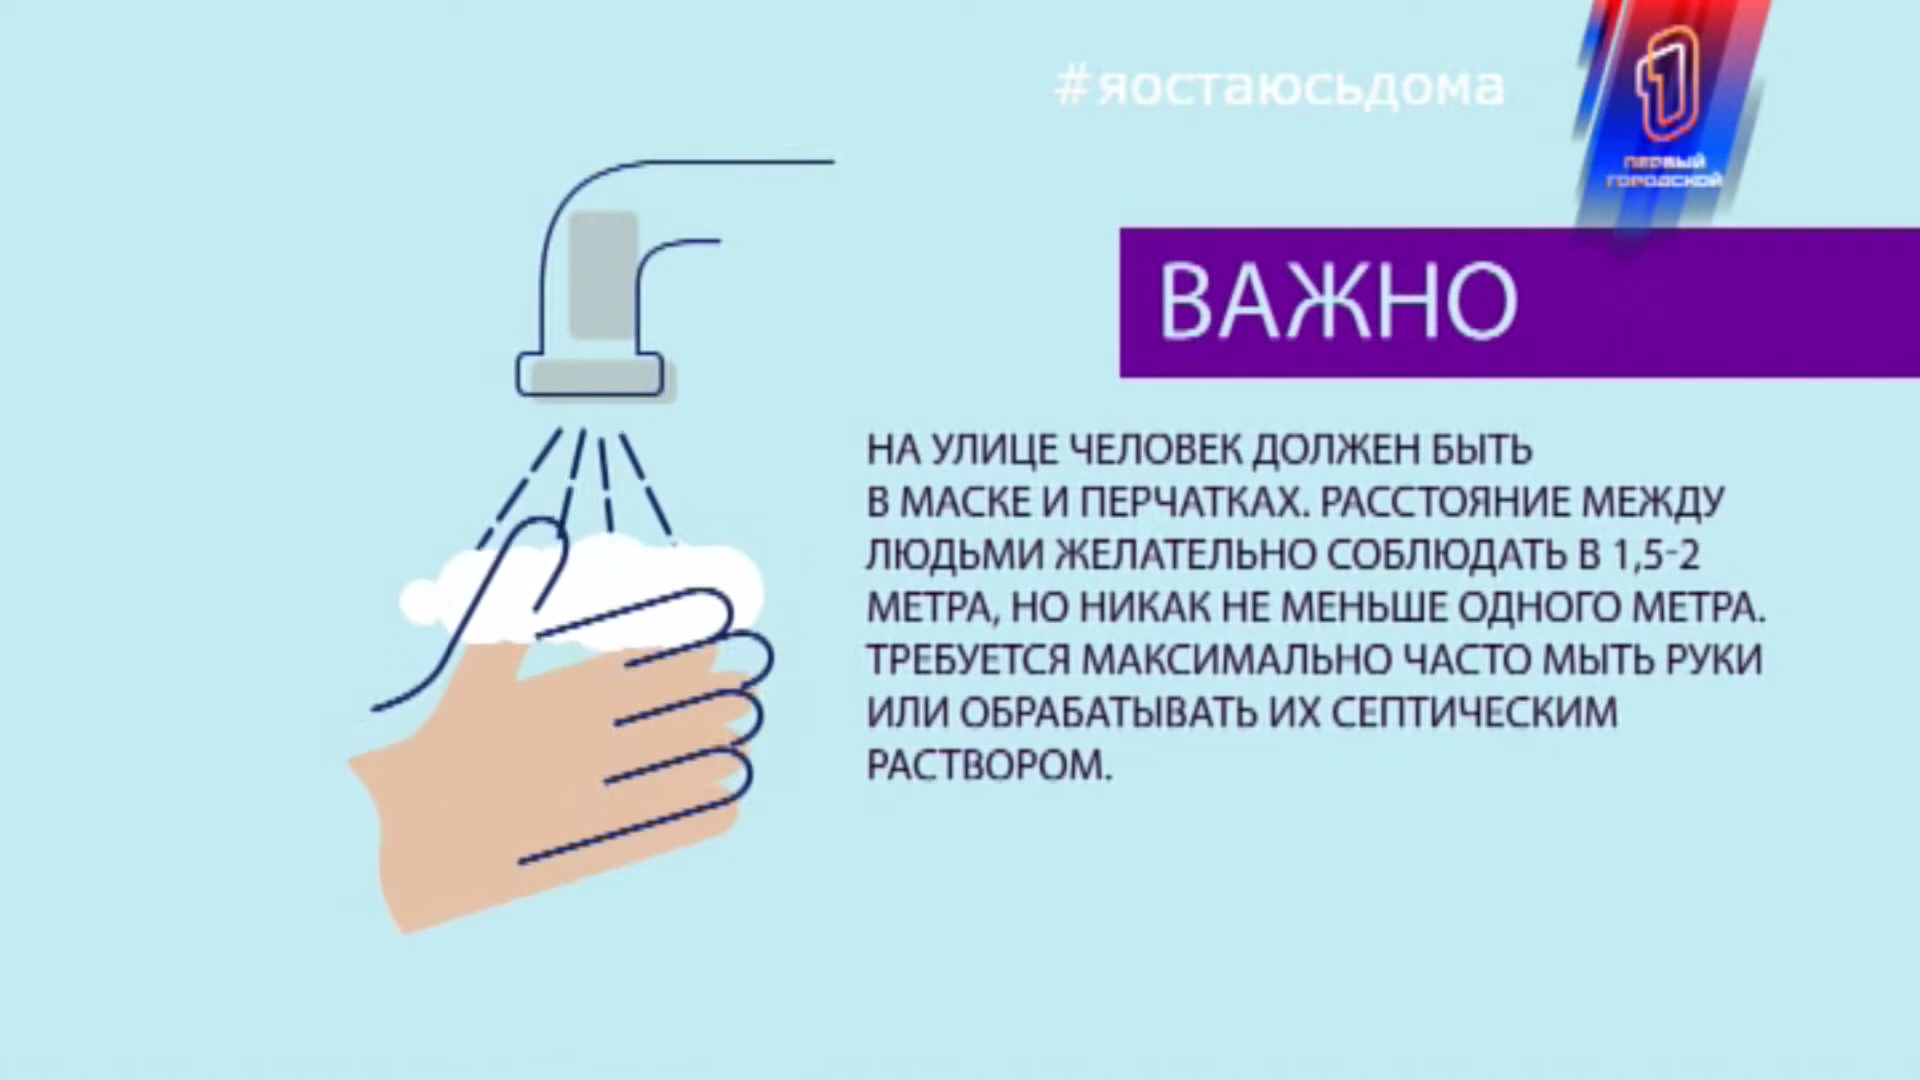 #яостаюсьдома
ПЕРВЫЙ
ГОРОДСКОЙ
ВАЖНО
НА УЛИЦЕ ЧЕЛОВЕК ДОЛЖЕН БЫТЬ
В МАСКЕ И ПЕРЧАТКАХ. РАССТОЯНИЕ МЕЖДУ
ЛЮДЬМИ ЖЕЛАТЕЛЬНО СОБЛЮДАТЬ В 1,5-2
МЕТРА, НО НИКАК НЕ МЕНЬШЕ ОДНОГО МЕТРА.
ТРЕБУЕТСЯ МАКСИМАЛЬНО ЧАСТО МЫТЬ РУКИ
ИЛИ ОБРАБАТЫВАТЬ ИХ СЕПТИЧЕСКИМ
РАСТВОРОМ.